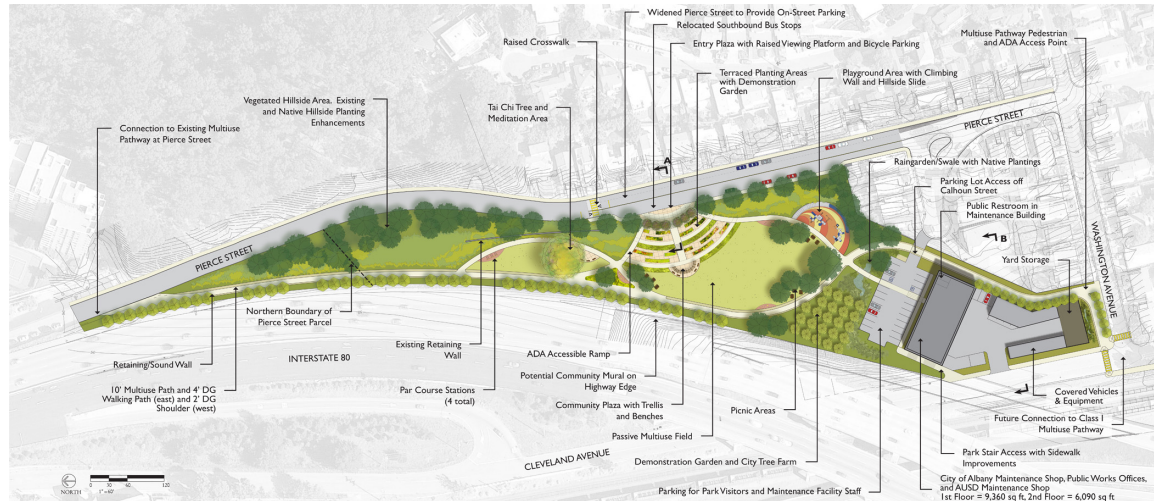 Widened Pierce Street to Provide On-Street Parking
Relocated Southbound Bus Stops
Raised Crosswalk
Entry Plaza with Raised Viewing Platform and Bicycle Parking
Multiuse Pathway Pedestrian
and ADA Access Point
Terraced Planting Areas
with Demonstration
Garden
Playground Area with Climbing
Wall and Hillside Slide
Vegetated Hillside Area. Existing
and Native Hillside Planting
Enhancements
Tai Chi Tree and
Meditation Area
Connection to Existing Multiuse
Pathway at Pierce Street
PIERCE STREET
A
Raingarden/Swale with Native Plantings
Parking Lot Access off
Calhoun Street
Public Restroom in
Maintenance Building
B
Yard Storage
WASHINGTON AVENUE
PIERCE STREET
Northern Boundary of
Pierce Street Parcel
Retaining/Sound Wall
INTERSTATE 80
Existing Retaining
Wall
ADA Accessible Ramp
Potential Community Mural on
Highway Edge
10' Multiuse Path and 4' DG
Walking Path (east) and 2' DG
Shoulder (west)
Par Course Stations
(4 total)
Community Plaza with Trellis
and Benches
Picnic Areas
Covered Vehicles
& Equipment
Future Connection to Class I
Multiuse Pathway
Passive Multiuse Field
CLEVELAND AVENUE
Demonstration Garden and City Tree Farm
Park Stair Access with Sidewalk
Improvements
Parking for Park Visitors and Maintenance Facility Staff
City of Albany Maintenance Shop, Public Works Offices,
and AUSD Maintenance Shop
1st Floor = 9,360 sq ft, 2nd Floor = 6,090 sq ft
NORTH
0 30 60 120
1"=60'